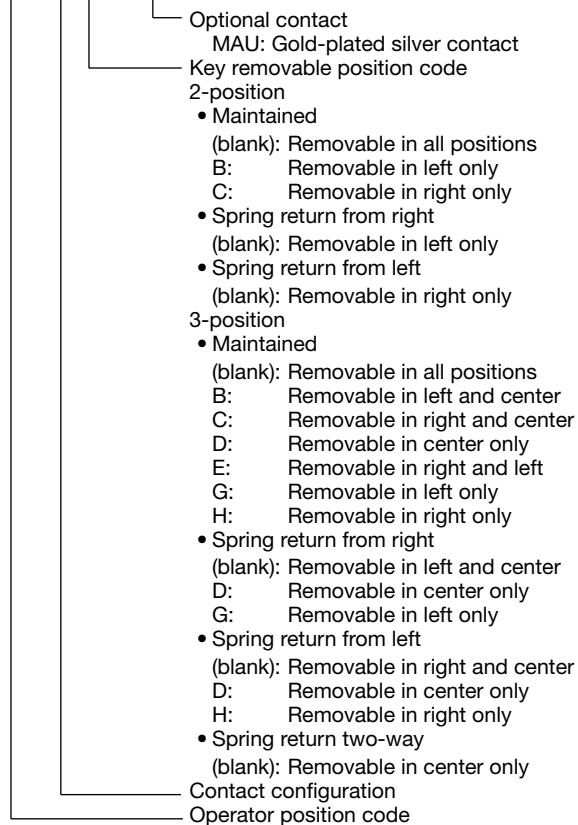 Optional contact
MAU: Gold-plated silver contact
Key removable position code
2-position
• Maintained
(blank): Removable in all positions
B: Removable in left only
C: Removable in right only
• Spring return from right
(blank): Removable in left only
• Spring return from left
(blank): Removable in right only
3-position
• Maintained
(blank): Removable in all positions
B: Removable in left and center
C: Removable in right and center
D: Removable in center only
E: Removable in right and left
G: Removable in left only
H: Removable in right only
• Spring return from right
(blank): Removable in left and center
D: Removable in center only
G: Removable in left only
• Spring return from left
(blank): Removable in right and center
D: Removable in center only
H: Removable in right only
• Spring return two-way
(blank): Removable in center only
Contact configuration
Operator position code